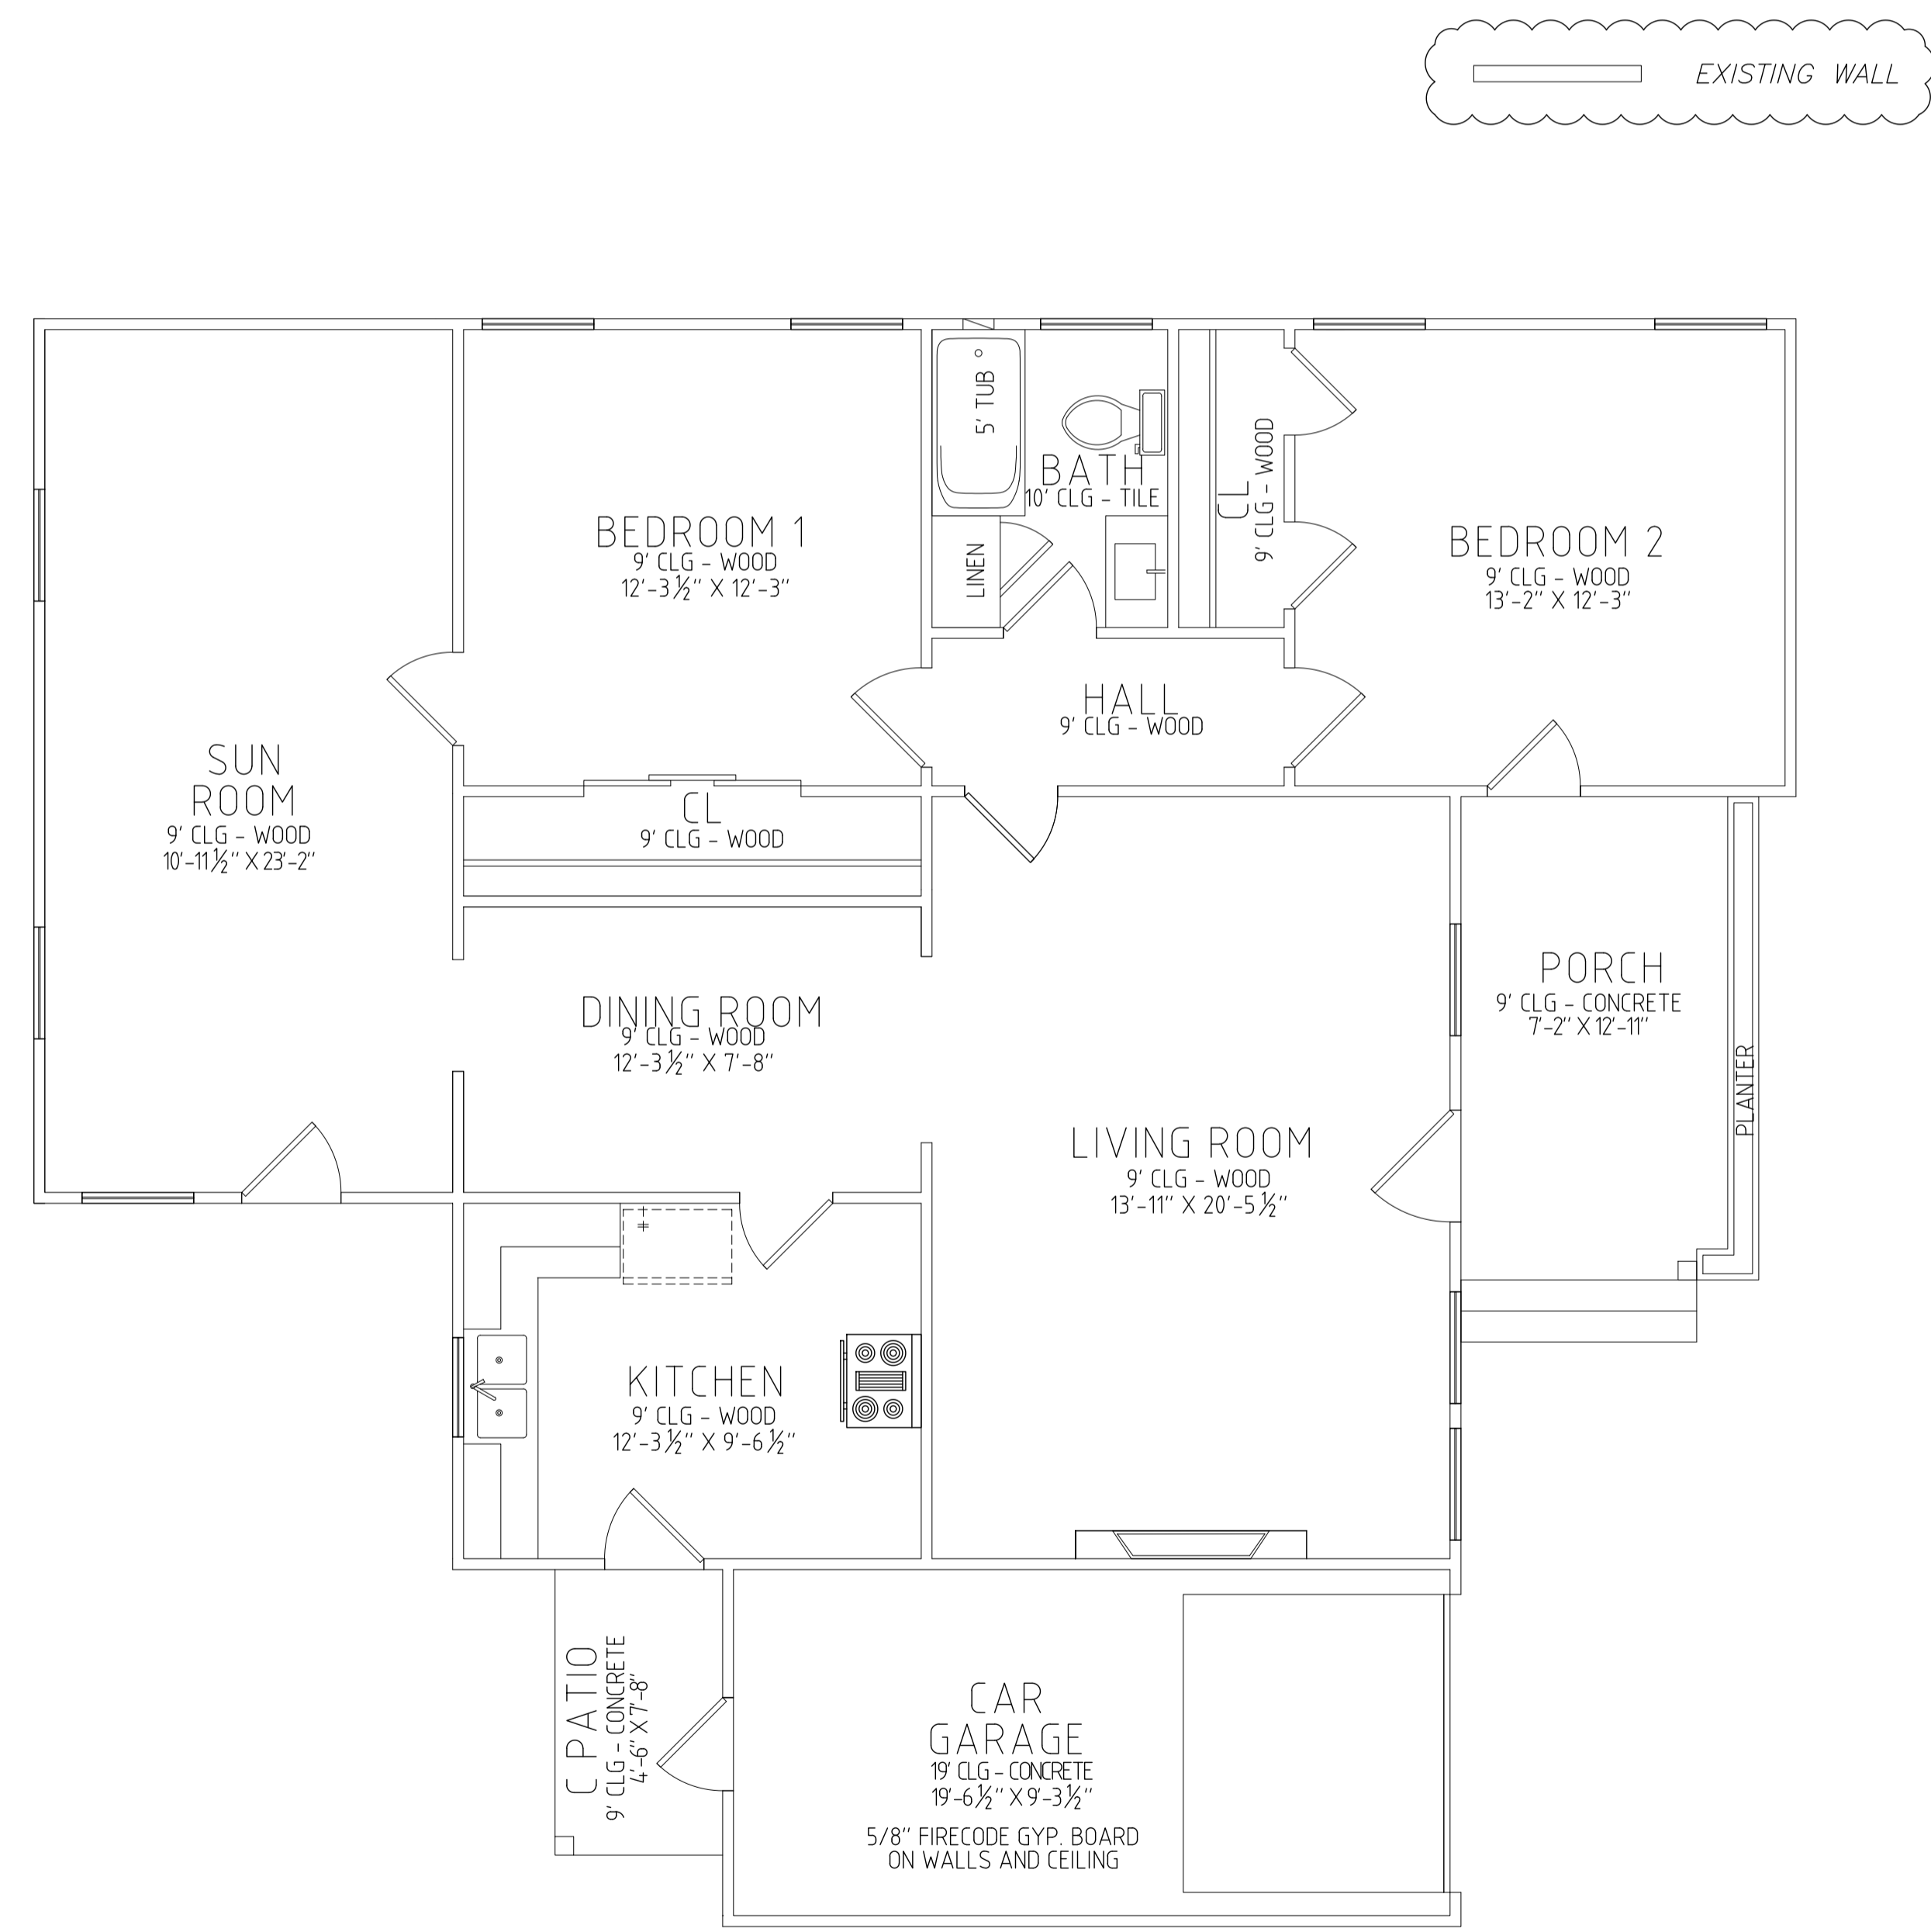 EXISTING WALL
5' TUB
BATH
10' CLG - TILE
CL
9' CLG - WOOD
BEDROOM 1
9' CLG - WOOD
12'-3 1/2" X 12'-3"
LINEN
BEDROOM 2
9' CLG - WOOD
13'-2" X 12'-3"
HALL
9' CLG - WOOD
SUN
ROOM
9' CLG - WOOD
10'-11 1/2" X 23'-2"
CL
9' CLG - WOOD
PORCH
9' CLG - CONCRETE
7'-2" X 12'-11"
PLANTER
DINING ROOM
9' CLG - WOOD
12'-3 1/2" X 7'-8"
LIVING ROOM
9' CLG - WOOD
13'-11" X 20'-5 1/2"
KITCHEN
9' CLG - WOOD
12'-3 1/2" X 9'-6 1/2"
C PATIO
9' CLG - CONCRETE
4'-6" X 7'-8"
CAR
GARAGE
19' CLG - CONCRETE
19'-6 1/2" X 9'-3 1/2"
5/8" FIRECODE GYP. BOARD
ON WALLS AND CEILING